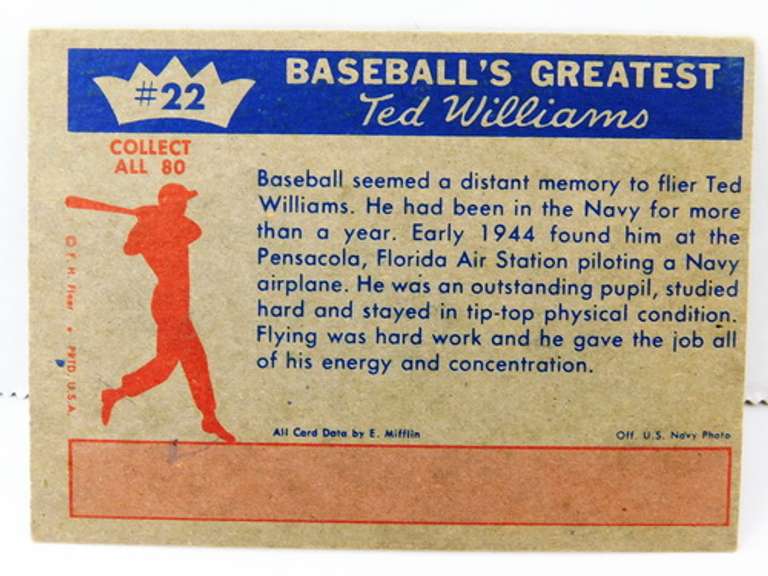 #22
BASEBALL'S GREATEST
Ted Williams
COLLECT
ALL 80
Baseball seemed a distant memory to flier Ted
Williams. He had been in the Navy for more
than a year. Early 1944 found him at the
Pensacola, Florida Air Station piloting a Navy
airplane. He was an outstanding pupil, studied
hard and stayed in tip-top physical condition.
Flying was hard work and he gave the job all
of his energy and concentration.
© F. H. Fleer • PRTD. U.S.A.
All Card Data by E. Mifflin
Off. U.S. Navy Photo